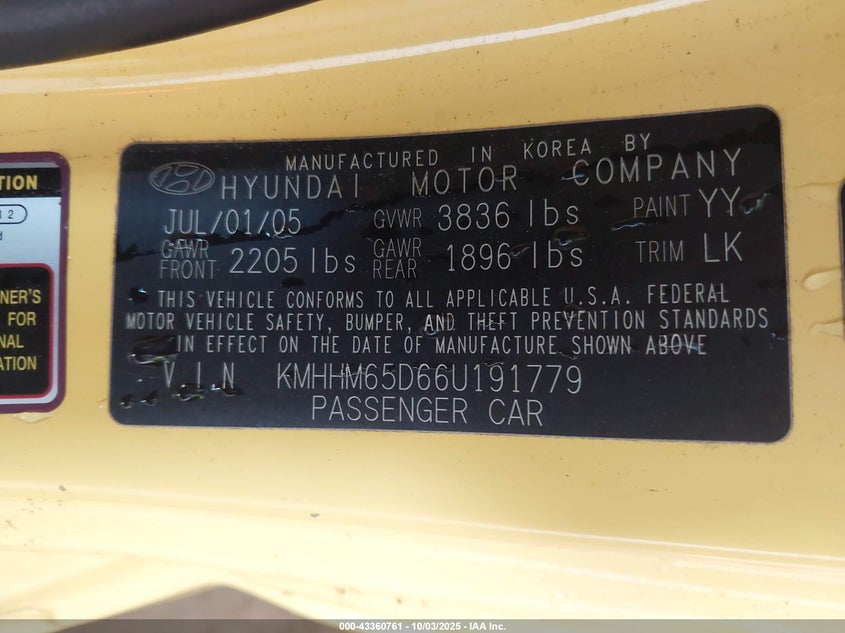 MANUFACTURED IN KOREA BY
HYUNDAI MOTOR COMPANY
JUL/01/05 GVWR 3836 lbs PAINT YY
GAWR FRONT 2205 lbs GAWR REAR 1896 lbs TRIM LK
THIS VEHICLE CONFORMS TO ALL APPLICABLE U.S.A. FEDERAL
MOTOR VEHICLE SAFETY, BUMPER, AND THEFT PREVENTION STANDARDS
IN EFFECT ON THE DATE OF MANUFACTURE SHOWN ABOVE
V I N KMHHM65D66U191779
PASSENGER CAR
NER'S
FOR
000-43360761 - 10/03/2025 - IAA Inc.